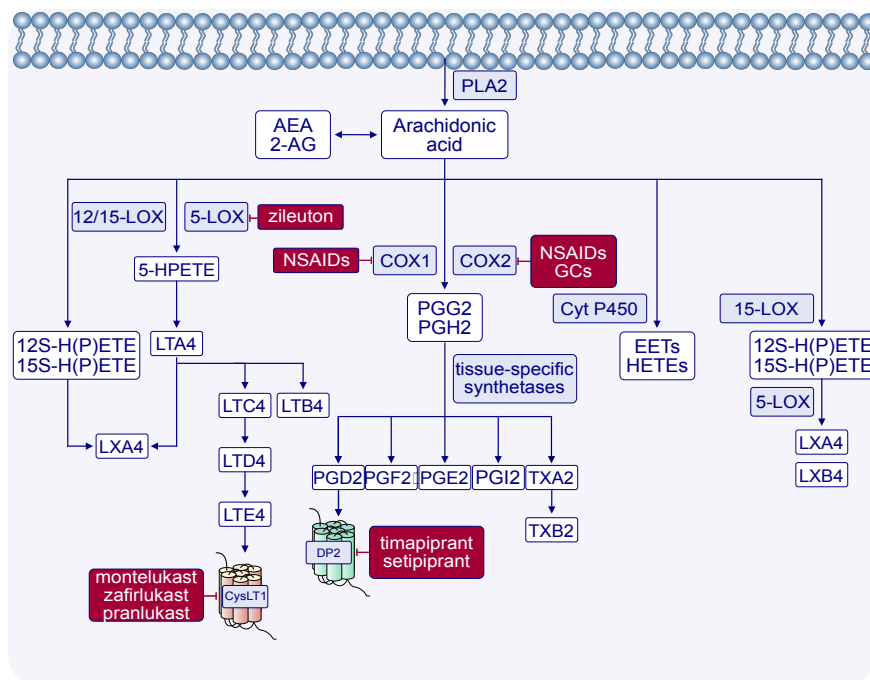 PLA2
AEA
2-AG
Arachidonic
acid
12/15-LOX
5-LOX
zileuton
NSAIDs
COX1
COX2
NSAIDs
GCs
5-HPETE
PGG2
PGH2
Cyt P450
15-LOX
12S-H(P)ETE
15S-H(P)ETE
LTA4
EETs
HETEs
12S-H(P)ETE
15S-H(P)ETE
tissue-specific
synthetases
LTC4
LTB4
5-LOX
LXA4
LXA4
LTD4
PGD2
PGF2
PGE2
PGI2
TXA2
LXB4
LTE4
TXB2
DP2
timapiprant
setipiprant
montelukast
zafirlukast
pranlukast
CysLT1